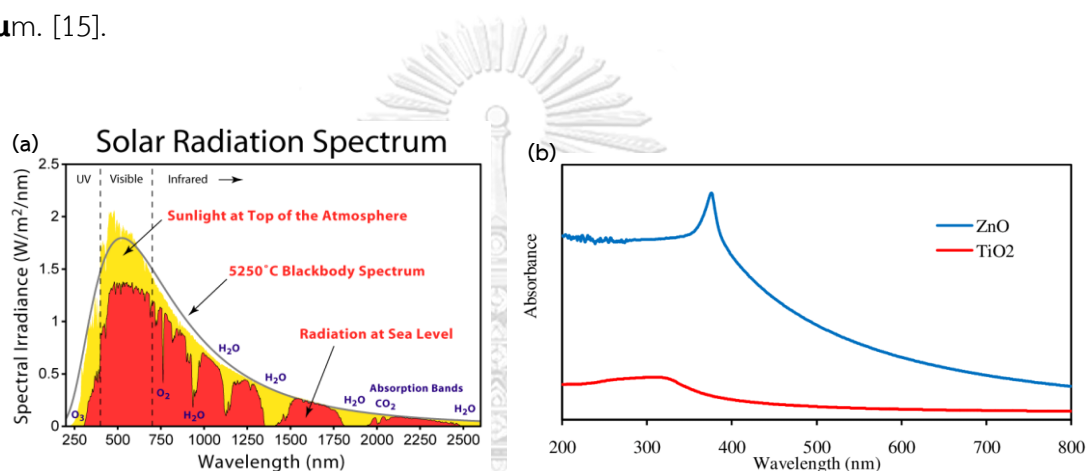 µm. [15].
(a) Solar Radiation Spectrum
UV Visible Infrared →
Sunlight at Top of the Atmosphere
5250°C Blackbody Spectrum
Radiation at Sea Level
H₂O
H₂O
Absorption Bands
H₂O CO₂ H₂O
O₃ O₂ H₂O
Spectral Irradiance (W/m²/nm)
2.5
2
1.5
1
0.5
0
250 500 750 1000 1250 1500 1750 2000 2250 2500
Wavelength (nm)
(b)
ZnO
TiO2
Absorbance
200 300 400 500 600 700 800
Wavelength (nm)